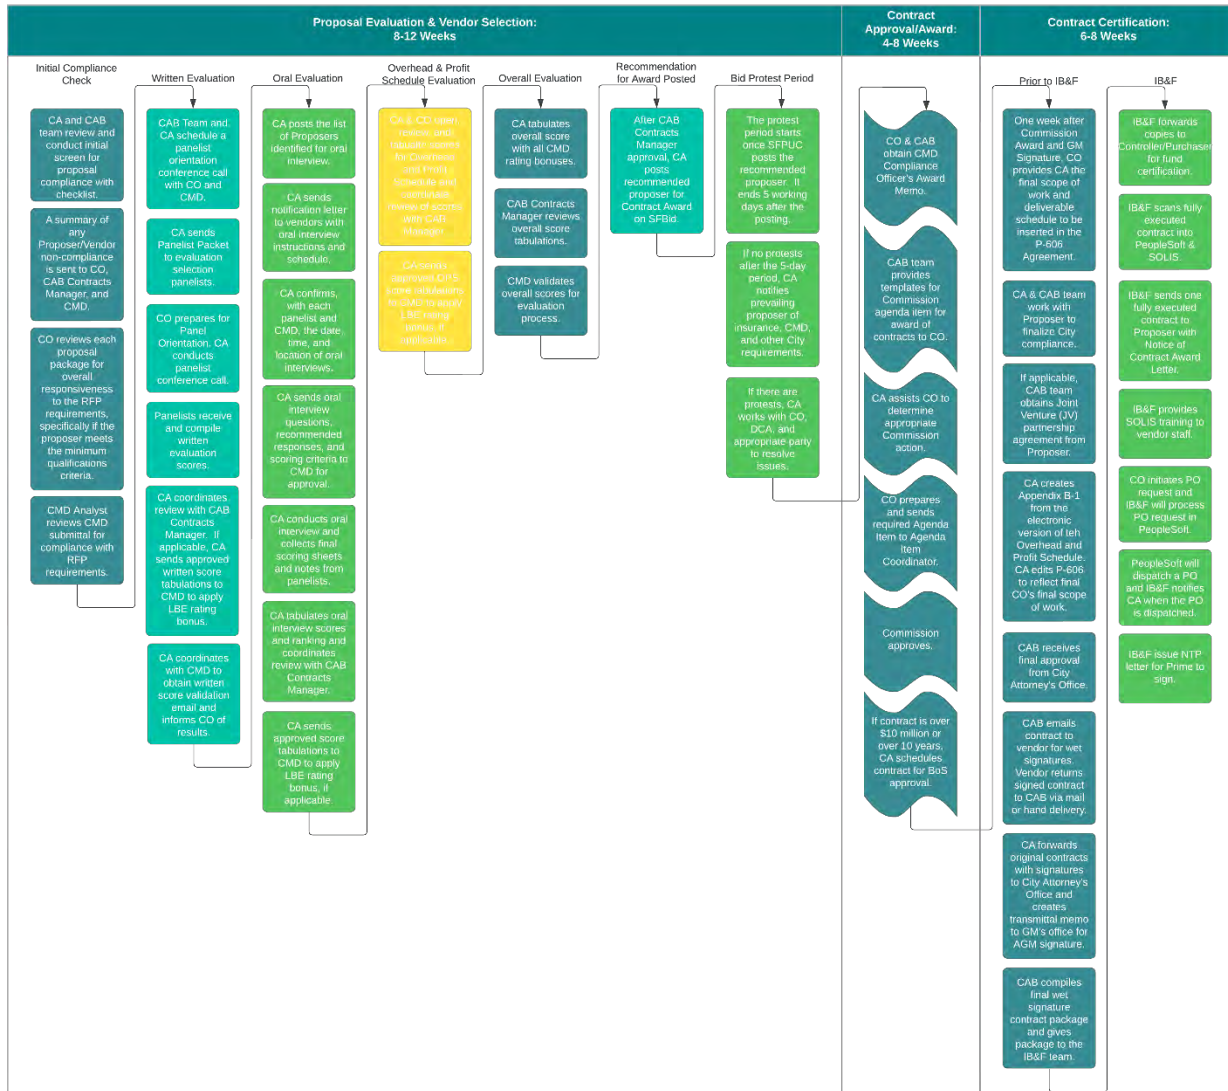 Proposal Evaluation & Vendor Selection:
8-12 Weeks
Contract
Approval/Award:
4-8 Weeks
Contract Certification:
6-8 Weeks
Initial Compliance
Check
CA and CAB
team review and
conduct initial
screen for
proposal
compliance with
checklist.
A summary of
any
Proposer/Vendor
non-compliance
is sent to CO,
CAB Contracts
Manager, and
CMD.
CO reviews each
proposal
package for
overall
responsiveness
to the RFP
requirements,
specifically if the
proposer meets
the minimum
qualifications
criteria.
CMD Analyst
reviews CMD
submittal for
compliance with
RFP
requirements.
Written Evaluation
CAB Team and
CA schedule a
panelist
orientation
conference call
with CO and
CMD.
CA sends
Panelist Packet
to evaluation
selection
panelists.
CO prepares for
Panel
Orientation. CA
conducts
panelist
conference call.
Panelists receive
and compile
written
evaluation
scores.
CA coordinates
review with CAB
Contracts
Manager. If
applicable, CA
sends approved
written score
tabulations to
CMD to apply
LBE rating
bonus.
CA coordinates
with CMD to
obtain written
score validation
email and
informs CO of
results.
Oral Evaluation
CA posts the list
of Proposers
identified for oral
interview.
CA sends
notification letter
to vendors with
oral interview
instructions and
schedule.
CA confirms,
with each
panelist and
CMD, the date,
time, and
location of oral
interviews.
CA sends oral
interview
questions,
recommended
responses, and
scoring criteria to
CMD for
approval.
CA conducts oral
interview and
collects final
scoring sheets
and notes from
panelists.
CA tabulates oral
interview scores
and ranking and
coordinates
review with CAB
Contracts
Manager.
CA sends
approved score
tabulations to
CMD to apply
LBE rating
bonus, if
applicable.
Overhead & Profit
Schedule Evaluation
Overall Evaluation
CA tabulates
overall score
with all CMD
rating bonuses.
CAB Contracts
Manager reviews
overall score
tabulations.
CMD validates
overall scores for
evaluation
process.
Recommendation
for Award Posted
After CAB
Contracts
Manager
approval, CA
posts
recommended
proposer for
Contract Award
on SFBid.
Bid Protest Period
The protest
period starts
once SFPUC
posts the
recommended
proposer. It
ends 5 working
days after the
posting.
If no protests
after the 5-day
period, CA
notifies
prevailing
proposer of
insurance, CMD,
and other City
requirements.
If there are
protests, CA
works with CO,
DCA, and
appropriate party
to resolve
issues.
CO & CAB
obtain CMD
Compliance
Officer's Award
Memo.
CAB team
provides
templates for
Commission
agenda item for
award of
contracts to CO.
CA assists CO to
determine
appropriate
Commission
action.
CO prepares
and sends
required Agenda
Item to Agenda
Item
Coordinator.
Commission
approves.
If contract is over
$10 million or
over 10 years,
CA schedules
contract for BoS
approval.
Prior to IB&F
One week after
Commission
Award and GM
Signature, CO
provides CA the
final scope of
work and
deliverable
schedule to be
inserted in the
P-606
Agreement.
CA & CAB team
work with
Proposer to
finalize City
compliance.
If applicable,
CAB team
obtains Joint
Venture (JV)
partnership
agreement from
Proposer.
CA creates
Appendix B-1
from the
electronic
version of teh
Overhead and
Profit Schedule.
CA edits P-606
to reflect final
CO's final scope
of work.
CAB receives
final approval
from City
Attorney's Office.
CAB emails
contract to
vendor for wet
signatures.
Vendor returns
signed contract
to CAB via mail
or hand delivery.
CA forwards
original contracts
with signatures
to City Attorney's
Office and
creates
transmittal memo
to GM's office for
AGM signature.
CAB compiles
final wet
signature
contract package
and gives
package to the
IB&F team.
IB&F
IB&F forwards
copies to
Controller/Purchaser
for fund
certification.
IB&F scans fully
executed
contract into
PeopleSoft &
SOLIS.
IB&F sends one
fully executed
contract to
Proposer with
Notice of
Contract Award
Letter.
IB&F provides
SOLIS training to
vendor staff.
CO initiates PO
request and
IB&F will process
PO request in
PeopleSoft.
PeopleSoft will
dispatch a PO
and IB&F notifies
CA when the PO
is dispatched.
IB&F issue NTP
letter for Prime to
sign.